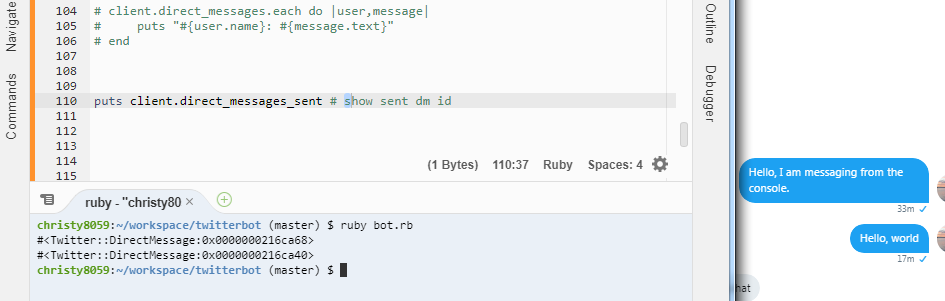 Navigate
Commands
104 # client.direct_messages.each do |user,message|
105 #     puts "#{user.name}: #{message.text}"
106 # end
107
108
109
110 puts client.direct_messages_sent # show sent dm id
111
112
113
114
115
(1 Bytes) 110:37 Ruby Spaces: 4
Outline
Debugger
ruby - "christy80 ×
christy8059:~/workspace/twitterbot (master) $ ruby bot.rb
#<Twitter::DirectMessage:0x0000000216ca68>
#<Twitter::DirectMessage:0x0000000216ca40>
christy8059:~/workspace/twitterbot (master) $
Hello, I am messaging from the
console.
33m ✓
Hello, world
17m ✓
hat